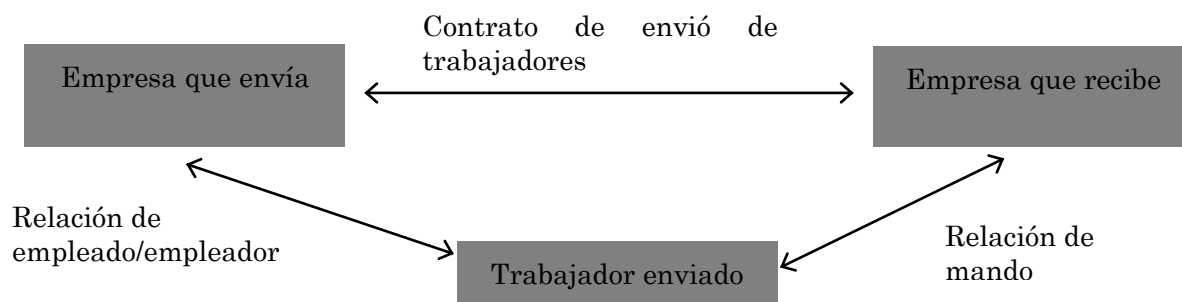 Contrato de envió de
trabajadores
Empresa que envía
Empresa que recibe
Relación de
empleado/empleador
Relación de
mando
Trabajador enviado